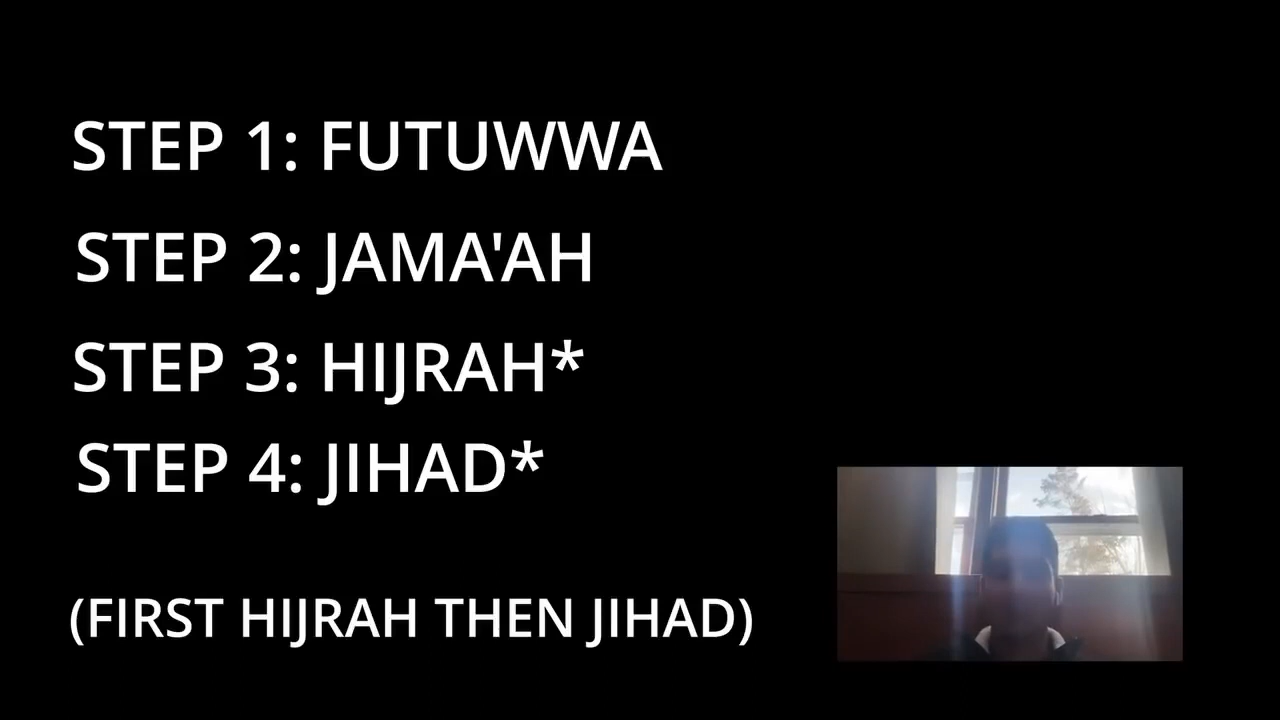 STEP 1: FUTUWWA
STEP 2: JAMA'AH
STEP 3: HIJRAH*
STEP 4: JIHAD*
(FIRST HIJRAH THEN JIHAD)